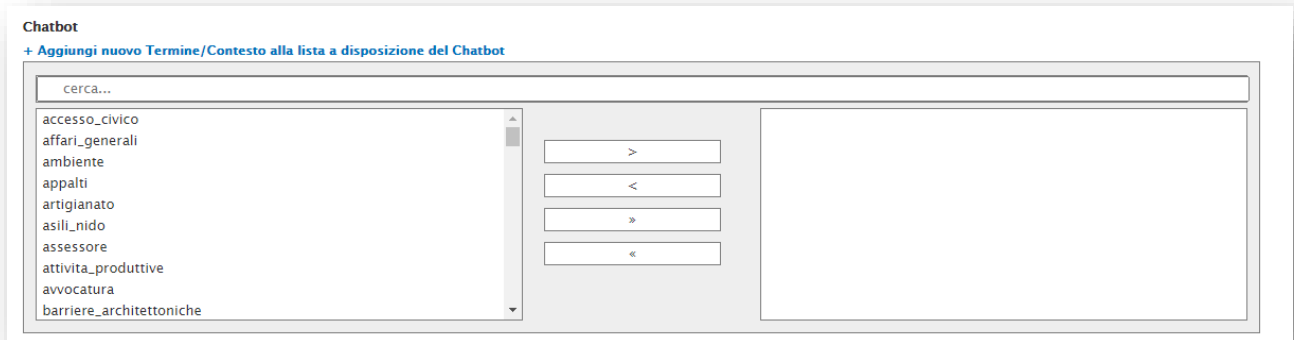 Chatbot
+ Aggiungi nuovo Termine/Contesto alla lista a disposizione del Chatbot
cerca...
accesso_civico
affari_generali
ambiente
appalti
artigianato
asili_nido
assessore
attivita_produttive
avvocatura
barriere_architettoniche
>
<
»
«